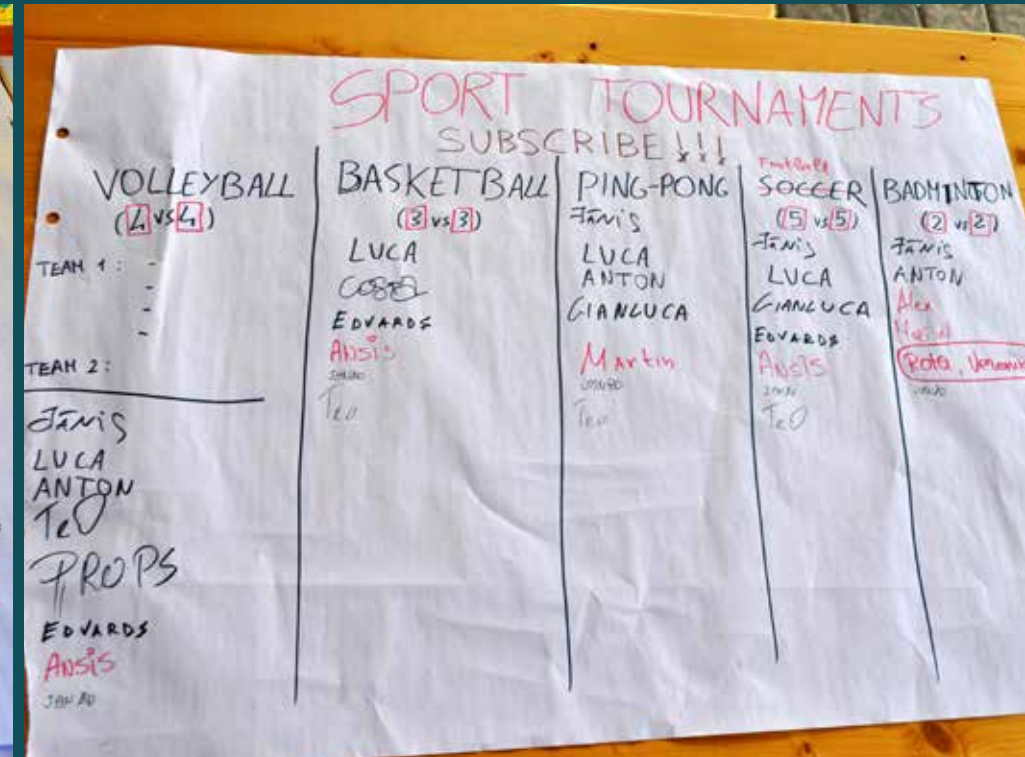 SPORT TOURNAMENTS
SUBSCRIBE !!!
VOLLEYBALL
(4 vs 4)
TEAM 1 : -
-
-
-
TEAM 2 :
JĀNIS
LUCA
ANTON
TEO
PROPS
EDVARDS
ANSIS
BASKETBALL
(3 vs 3)
LUCA
EDVARDS
ANSIS
TEO
PING-PONG
JĀNIS
LUCA
ANTON
GIANLUCA
Martin
TEO
Football
SOCCER
(5 vs 5)
JĀNIS
LUCA
GIANLUCA
EDVARDS
ANSIS
TEO
BADMINTON
(2 vs 2)
JĀNIS
ANTON
Alex
Rota,